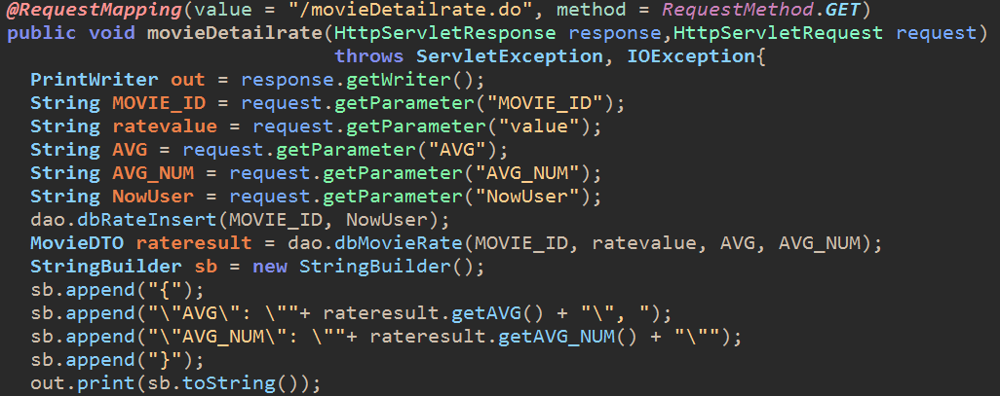 @RequestMapping(value = "/movieDetailrate.do", method = RequestMethod.GET)
public void movieDetailrate(HttpServletResponse response,HttpServletRequest request)
                             throws ServletException, IOException{
  PrintWriter out = response.getWriter();
  String MOVIE_ID = request.getParameter("MOVIE_ID");
  String ratevalue = request.getParameter("value");
  String AVG = request.getParameter("AVG");
  String AVG_NUM = request.getParameter("AVG_NUM");
  String NowUser = request.getParameter("NowUser");
  dao.dbRateInsert(MOVIE_ID, NowUser);
  MovieDTO rateresult = dao.dbMovieRate(MOVIE_ID, ratevalue, AVG, AVG_NUM);
  StringBuilder sb = new StringBuilder();
  sb.append("{");
  sb.append("\"AVG\": \""+ rateresult.getAVG() + "\", ");
  sb.append("\"AVG_NUM\": \""+ rateresult.getAVG_NUM() + "\"");
  sb.append("}");
  out.print(sb.toString());